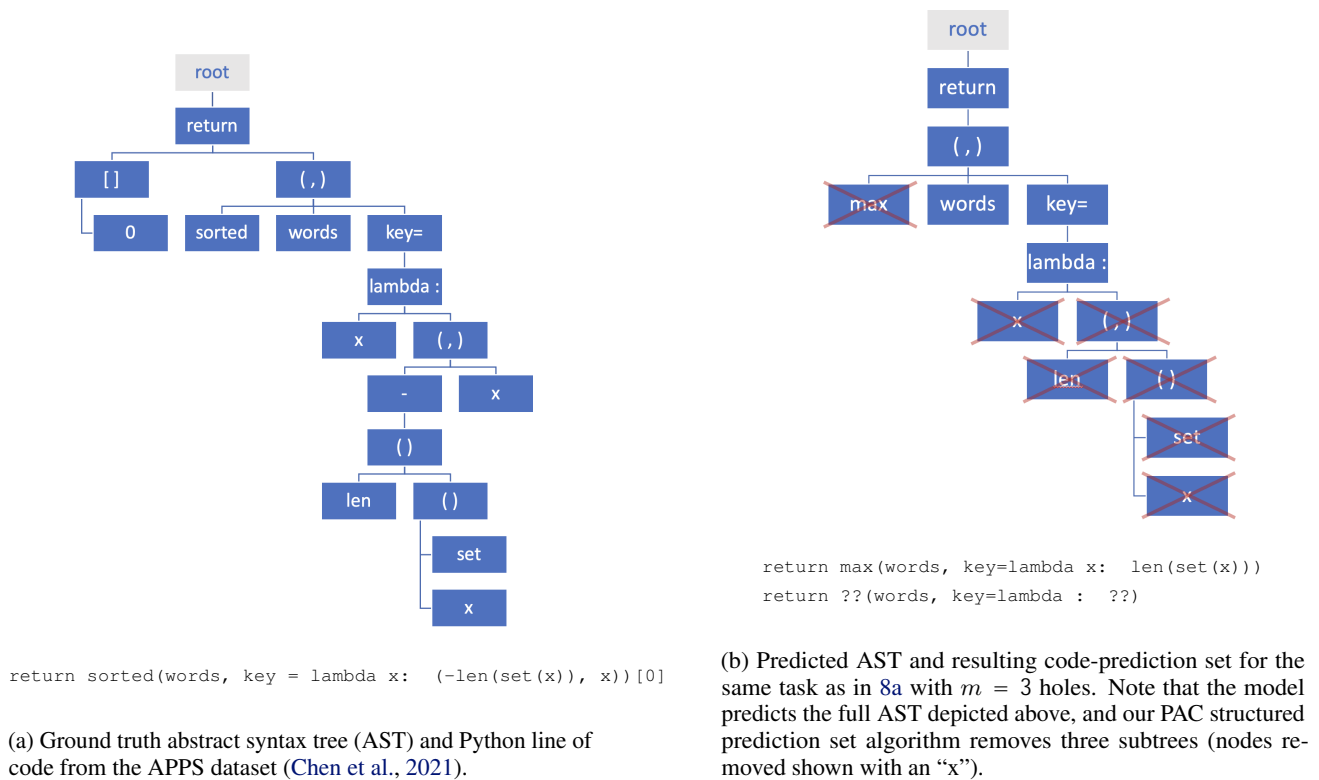 root
return
[ ]
( , )
0
sorted
words
key=
lambda :
x
( , )
-
x
( )
len
( )
set
x
return sorted(words, key = lambda x:  (-len(set(x)), x))[0]
(a) Ground truth abstract syntax tree (AST) and Python line of
code from the APPS dataset (Chen et al., 2021).
root
return
( , )
max
words
key=
lambda :
x
( , )
len
( )
set
x
return max(words, key=lambda x:  len(set(x)))
return ??(words, key=lambda :  ??)
(b) Predicted AST and resulting code-prediction set for the
same task as in 8a with m = 3 holes. Note that the model
predicts the full AST depicted above, and our PAC structured
prediction set algorithm removes three subtrees (nodes re-
moved shown with an “x”).